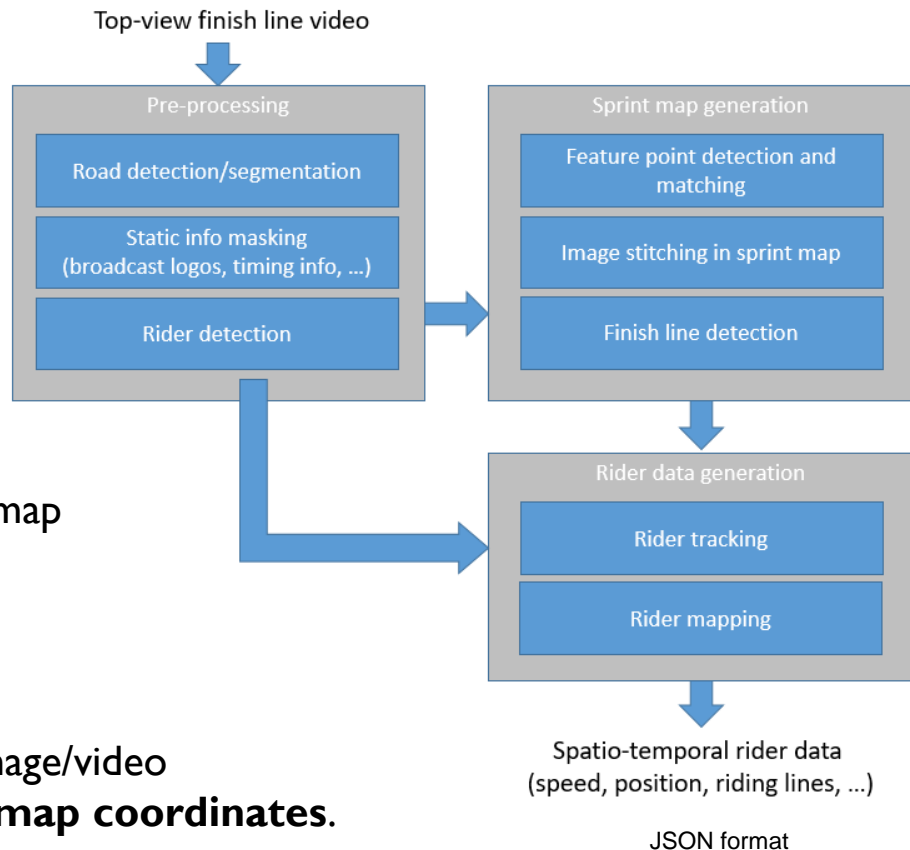 Top-view finish line video
Pre-processing
Road detection/segmentation
Static info masking
(broadcast logos, timing info, ...)
Rider detection
Sprint map generation
Feature point detection and
matching
Image stitching in sprint map
Finish line detection
Rider data generation
Rider tracking
Rider mapping
Spatio-temporal rider data
(speed, position, riding lines, ...)
JSON format
map
age/video
map coordinates.